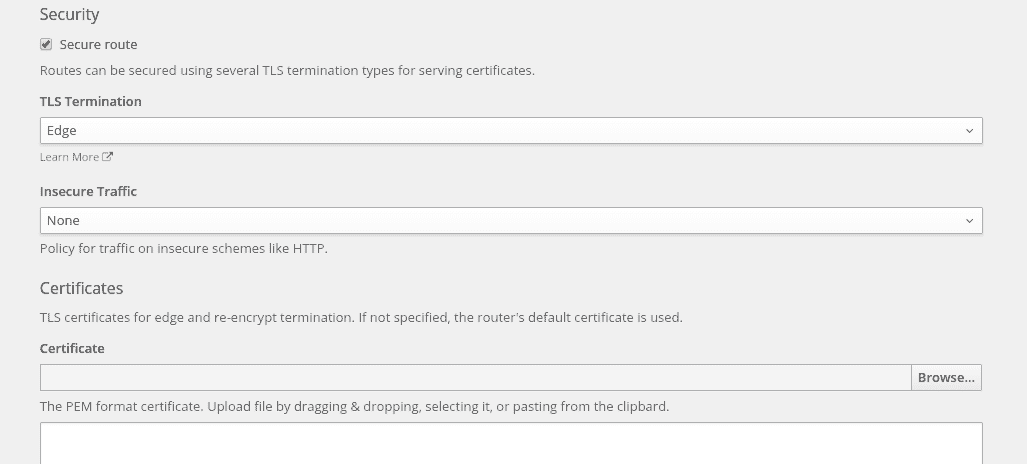 Security
Secure route
Routes can be secured using several TLS termination types for serving certificates.
TLS Termination
Edge
Learn More
Insecure Traffic
None
Policy for traffic on insecure schemes like HTTP.
Certificates
TLS certificates for edge and re-encrypt termination. If not specified, the router's default certificate is used.
Certificate
Browse...
The PEM format certificate. Upload file by dragging & dropping, selecting it, or pasting from the clipbard.